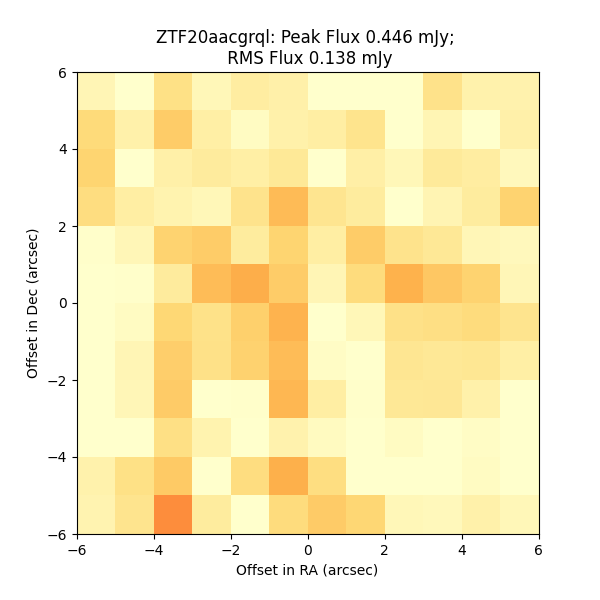 ZTF20aacgrql: Peak Flux 0.446 mJy;
RMS Flux 0.138 mJy
6
4
2
0
−2
−4
−6
Offset in Dec (arcsec)
−6 −4 −2 0 2 4 6
Offset in RA (arcsec)